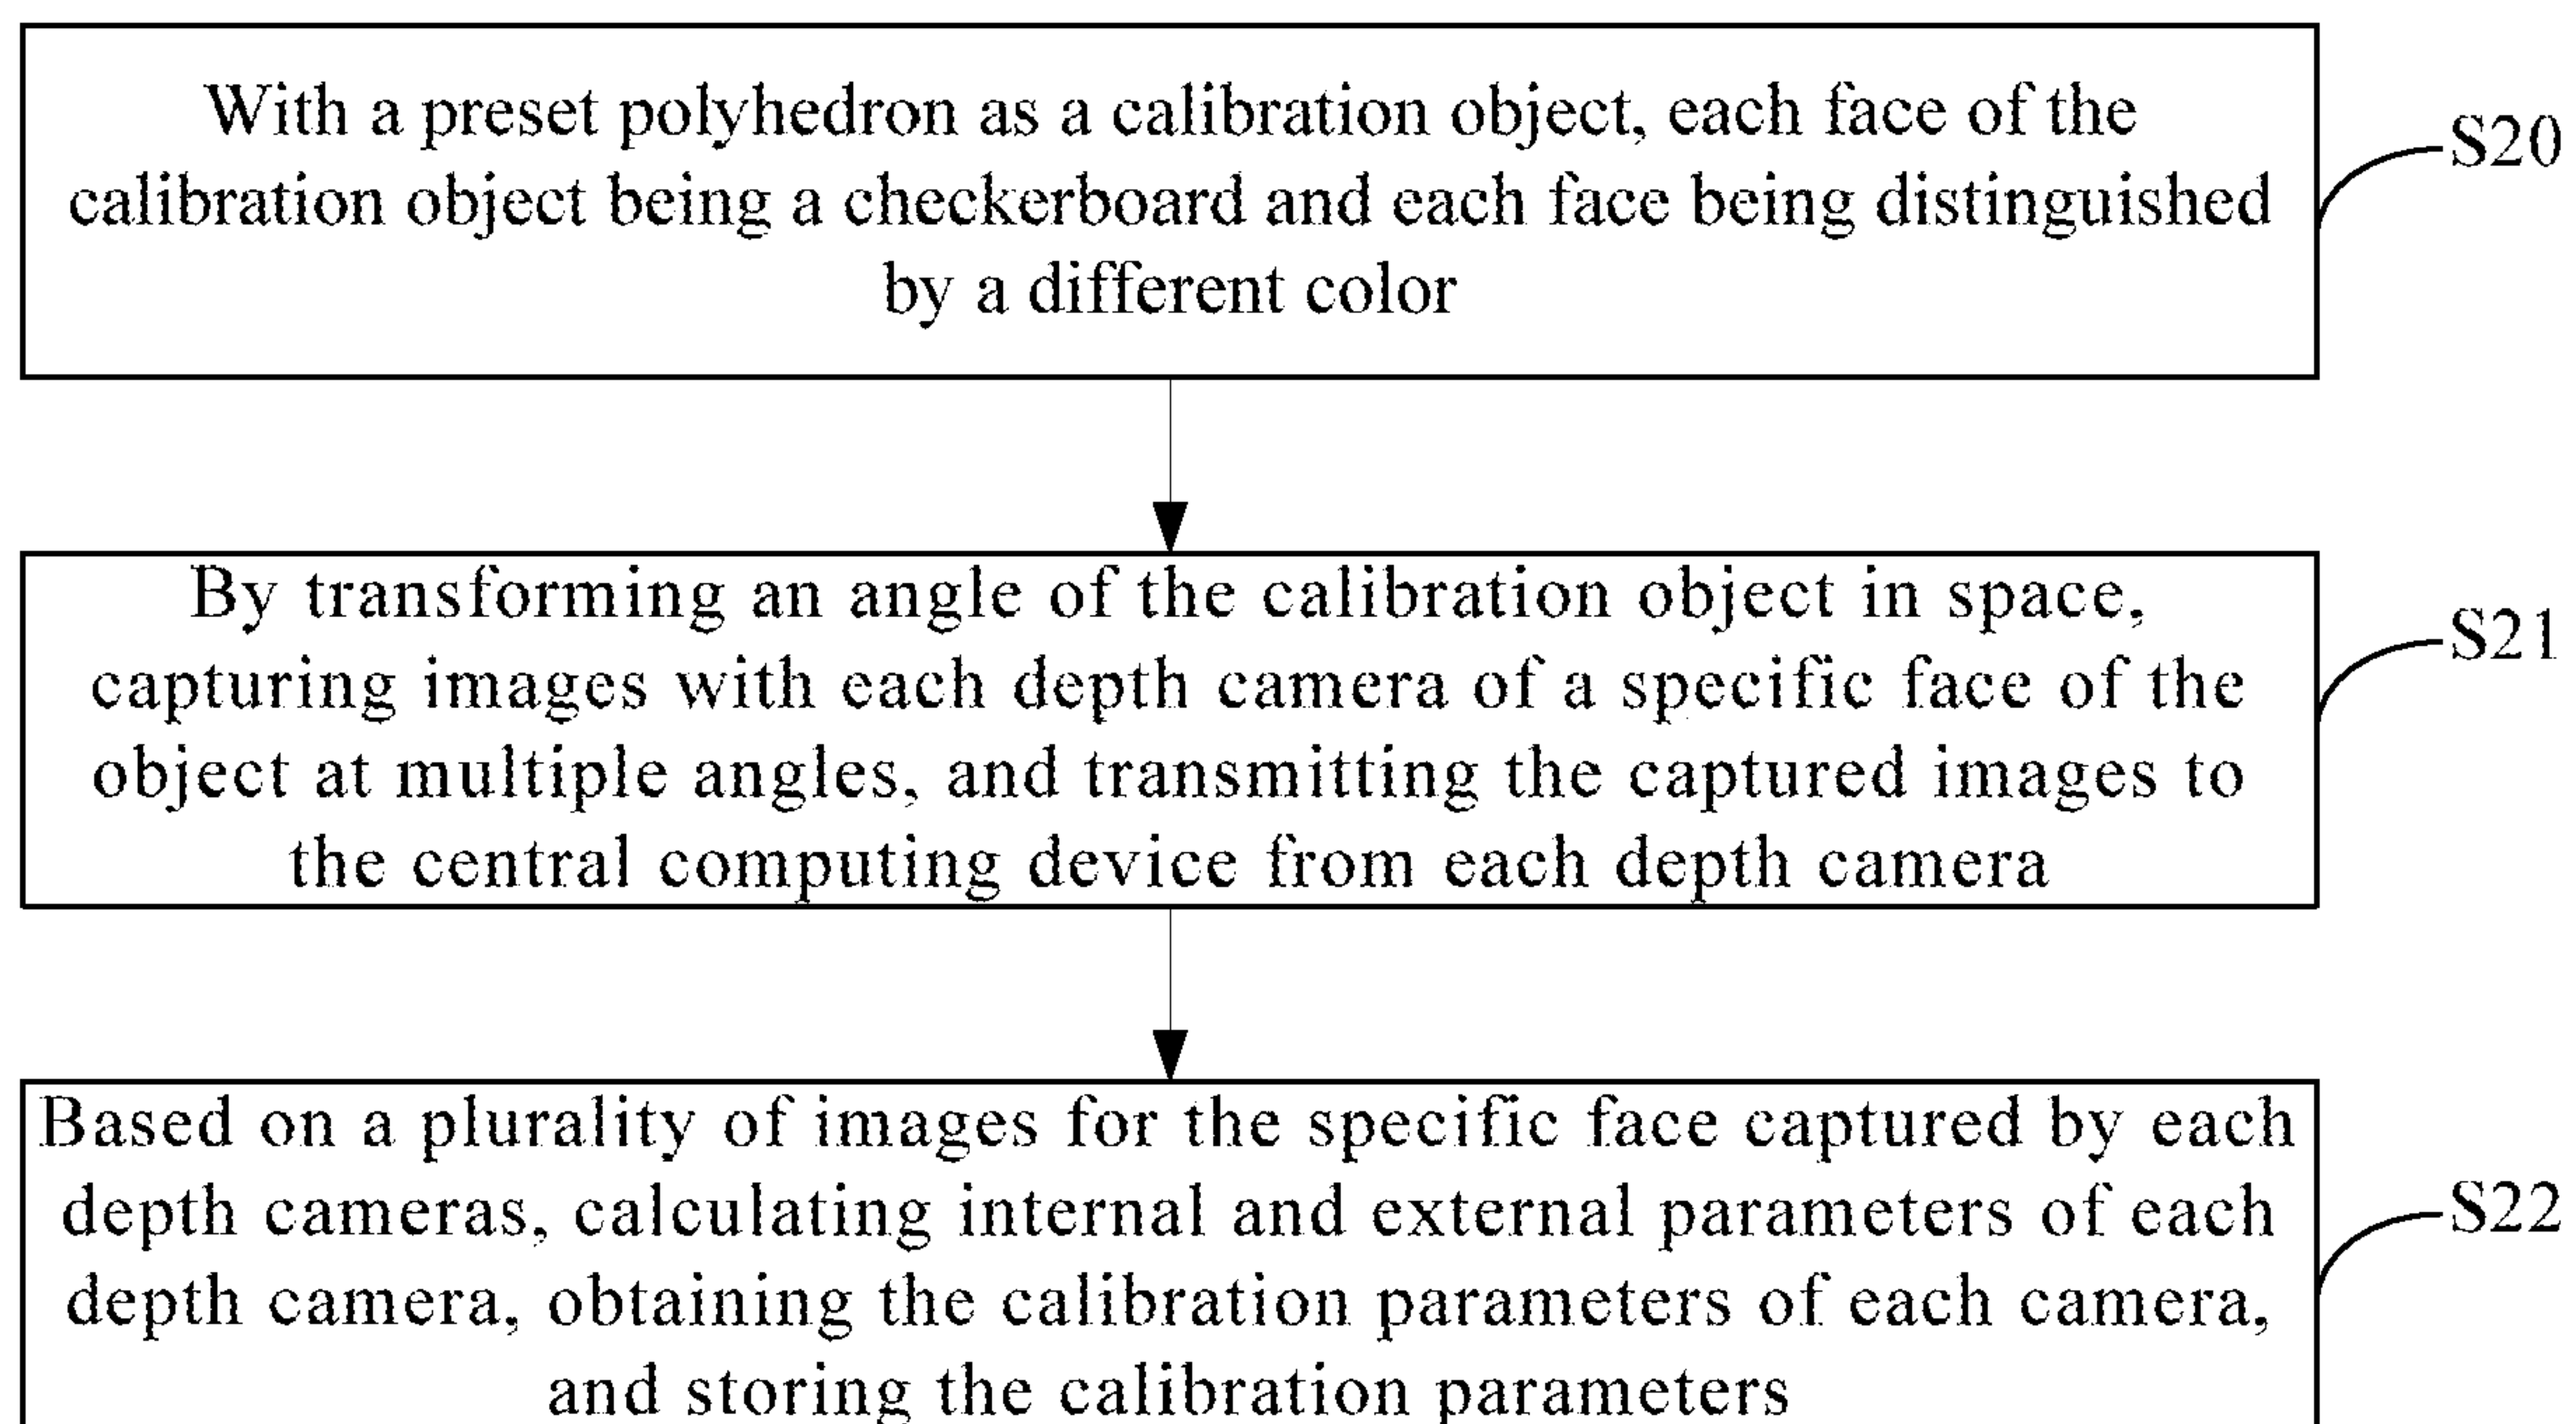 With a preset polyhedron as a calibration object, each face of the
calibration object being a checkerboard and each face being distinguished
by a different color
S20
By transforming an angle of the calibration object in space,
capturing images with each depth camera of a specific face of the
object at multiple angles, and transmitting the captured images to
the central computing device from each depth camera
S21
Based on a plurality of images for the specific face captured by each
depth cameras, calculating internal and external parameters of each
depth camera, obtaining the calibration parameters of each camera,
and storing the calibration parameters
S22